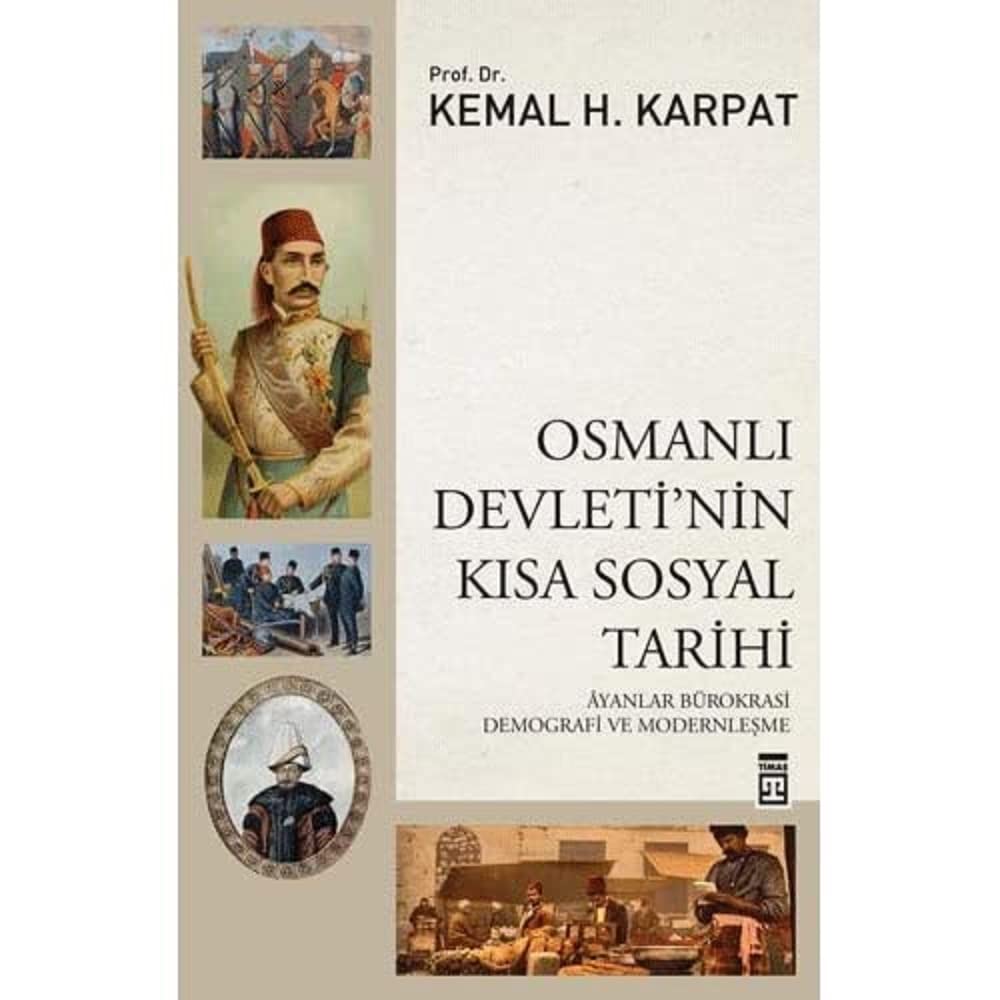 Prof. Dr.
KEMAL H. KARPAT
OSMANLI
DEVLETİ'NİN
KISA SOSYAL
TARİHİ
ÂYANLAR BÜROKRASİ
DEMOGRAFİ VE MODERNLEŞME
TİMAŞ